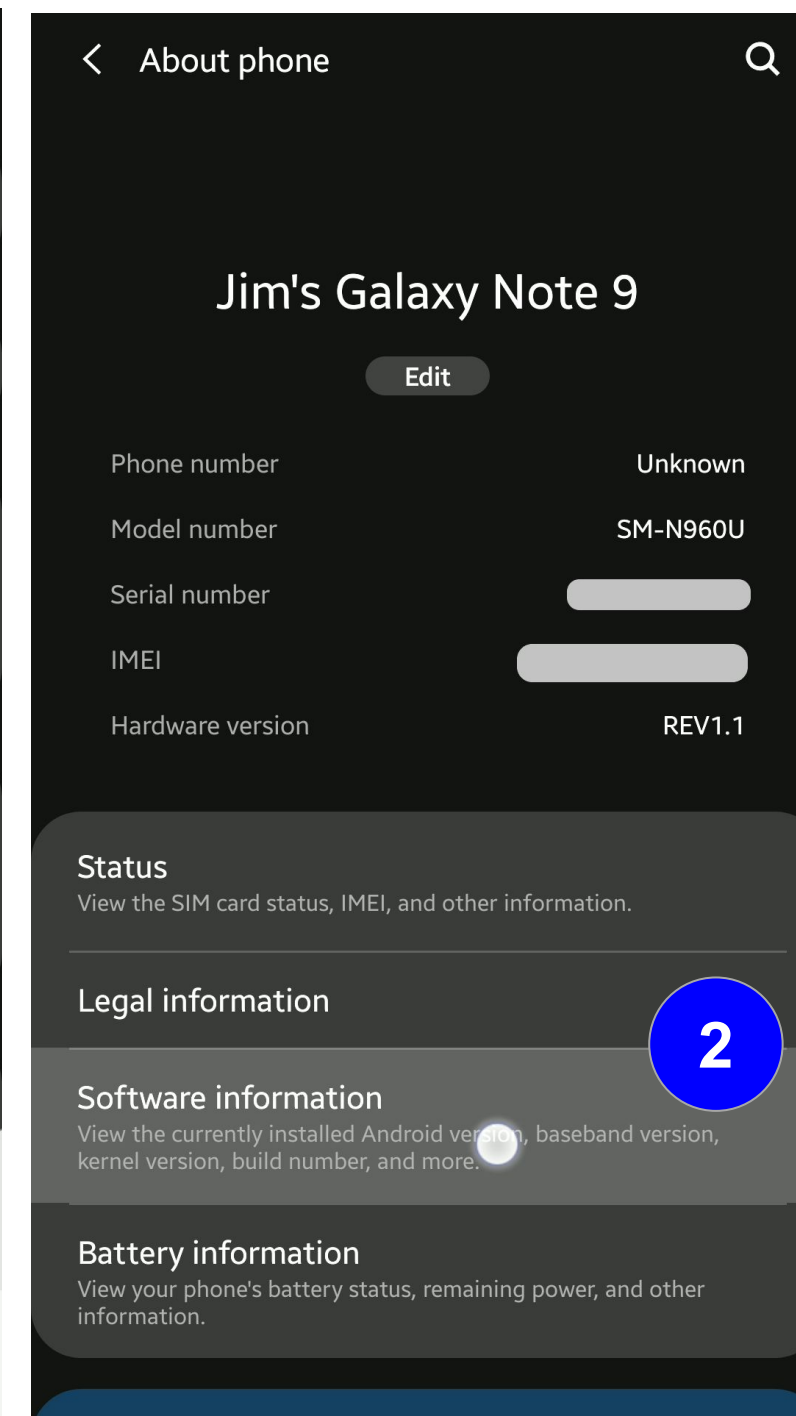 About phone
Jim's Galaxy Note 9
Edit
Phone number Unknown
Model number SM-N960U
Serial number
IMEI
Hardware version REV1.1
Status
View the SIM card status, IMEI, and other information.
Legal information
2
Software information
View the currently installed Android version, baseband version,
kernel version, build number, and more.
Battery information
View your phone's battery status, remaining power, and other
information.